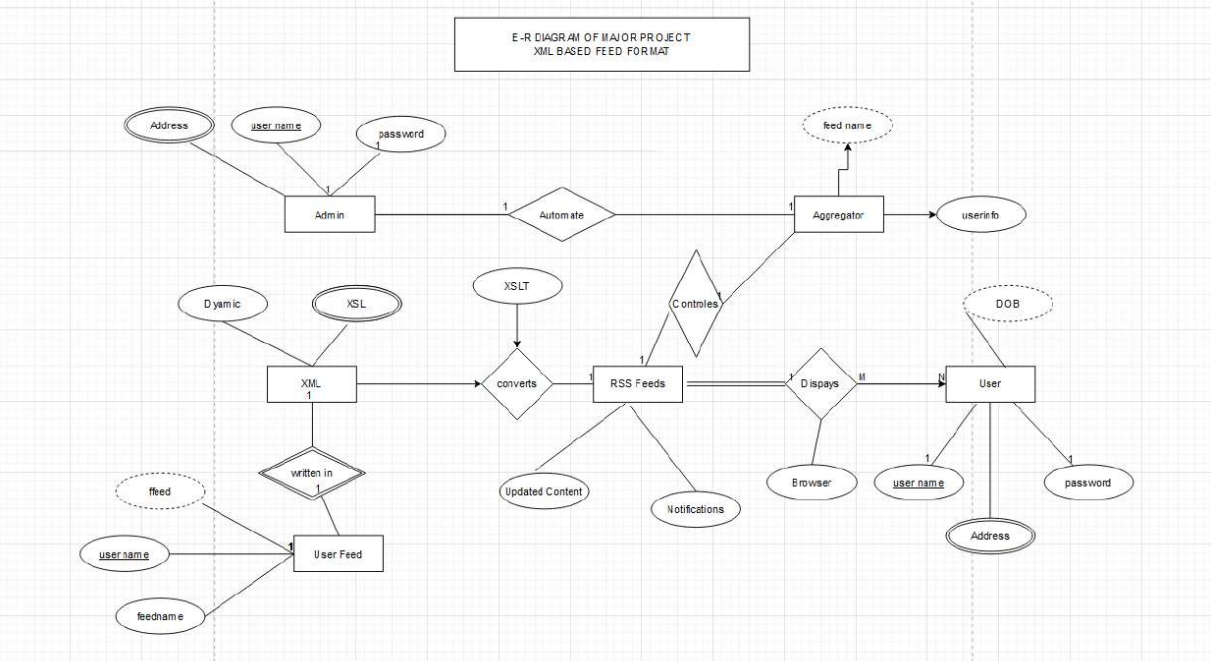 E-R DIAGRAM OF MAJOR PROJECT
XML BASED FEED FORMAT
Address
user name
password
1
1
feed name
Admin
1
Automate
1
Aggregator
userinfo
Dyamic
XSL
XSLT
Controles
1
DOB
1
XML
1
converts
1
RSS Feeds
1
Dispays
M
N
User
written in
1
ffeed
Updated Content
Notifications
Browser
1
user name
1
password
Address
user name
1
User Feed
feedname